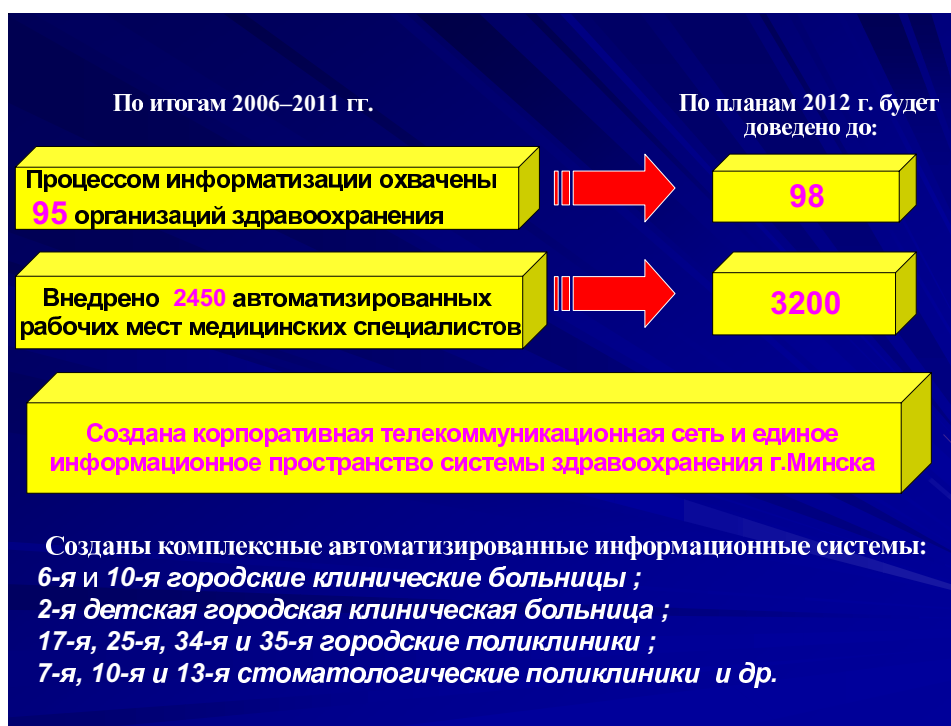 По итогам 2006–2011 гг.
По планам 2012 г. будет
доведено до:
Процессом информатизации охвачены
95 организаций здравоохранения
98
Внедрено 2450 автоматизированных
рабочих мест медицинских специалистов
3200
Создана корпоративная телекоммуникационная сеть и единое
информационное пространство системы здравоохранения г.Минска
Созданы комплексные автоматизированные информационные системы:
6-я и 10-я городские клинические больницы ;
2-я детская городская клиническая больница ;
17-я, 25-я, 34-я и 35-я городские поликлиники ;
7-я, 10-я и 13-я стоматологические поликлиники и др.